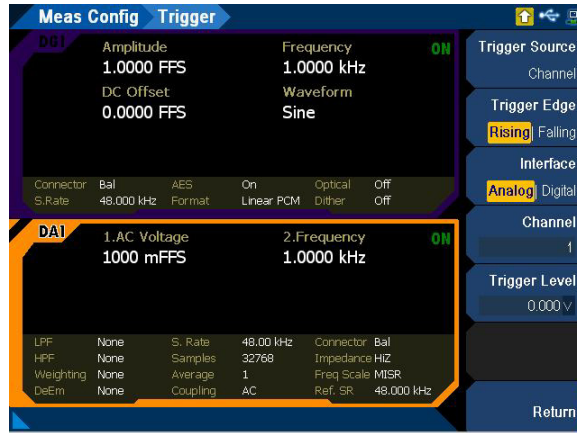 Meas Config Trigger
DG1
Amplitude Frequency ON
1.0000 FFS 1.0000 kHz
DC Offset Waveform
0.0000 FFS Sine
Connector Bal AES On Optical Off
S.Rate 48.000 kHz Format Linear PCM Dither Off
DA1
1.AC Voltage 2.Frequency ON
1000 mFFS 1.0000 kHz
LPF None S. Rate 48.00 kHz Connector Bal
HPF None Samples 32768 Impedance HiZ
Weighting None Average 1 Freq Scale MISR
DeEm None Coupling AC Ref. SR 48.000 kHz
Trigger Source
Channel
Trigger Edge
Rising| Falling
Interface
Analog| Digital
Channel
1
Trigger Level
0.000 V
Return